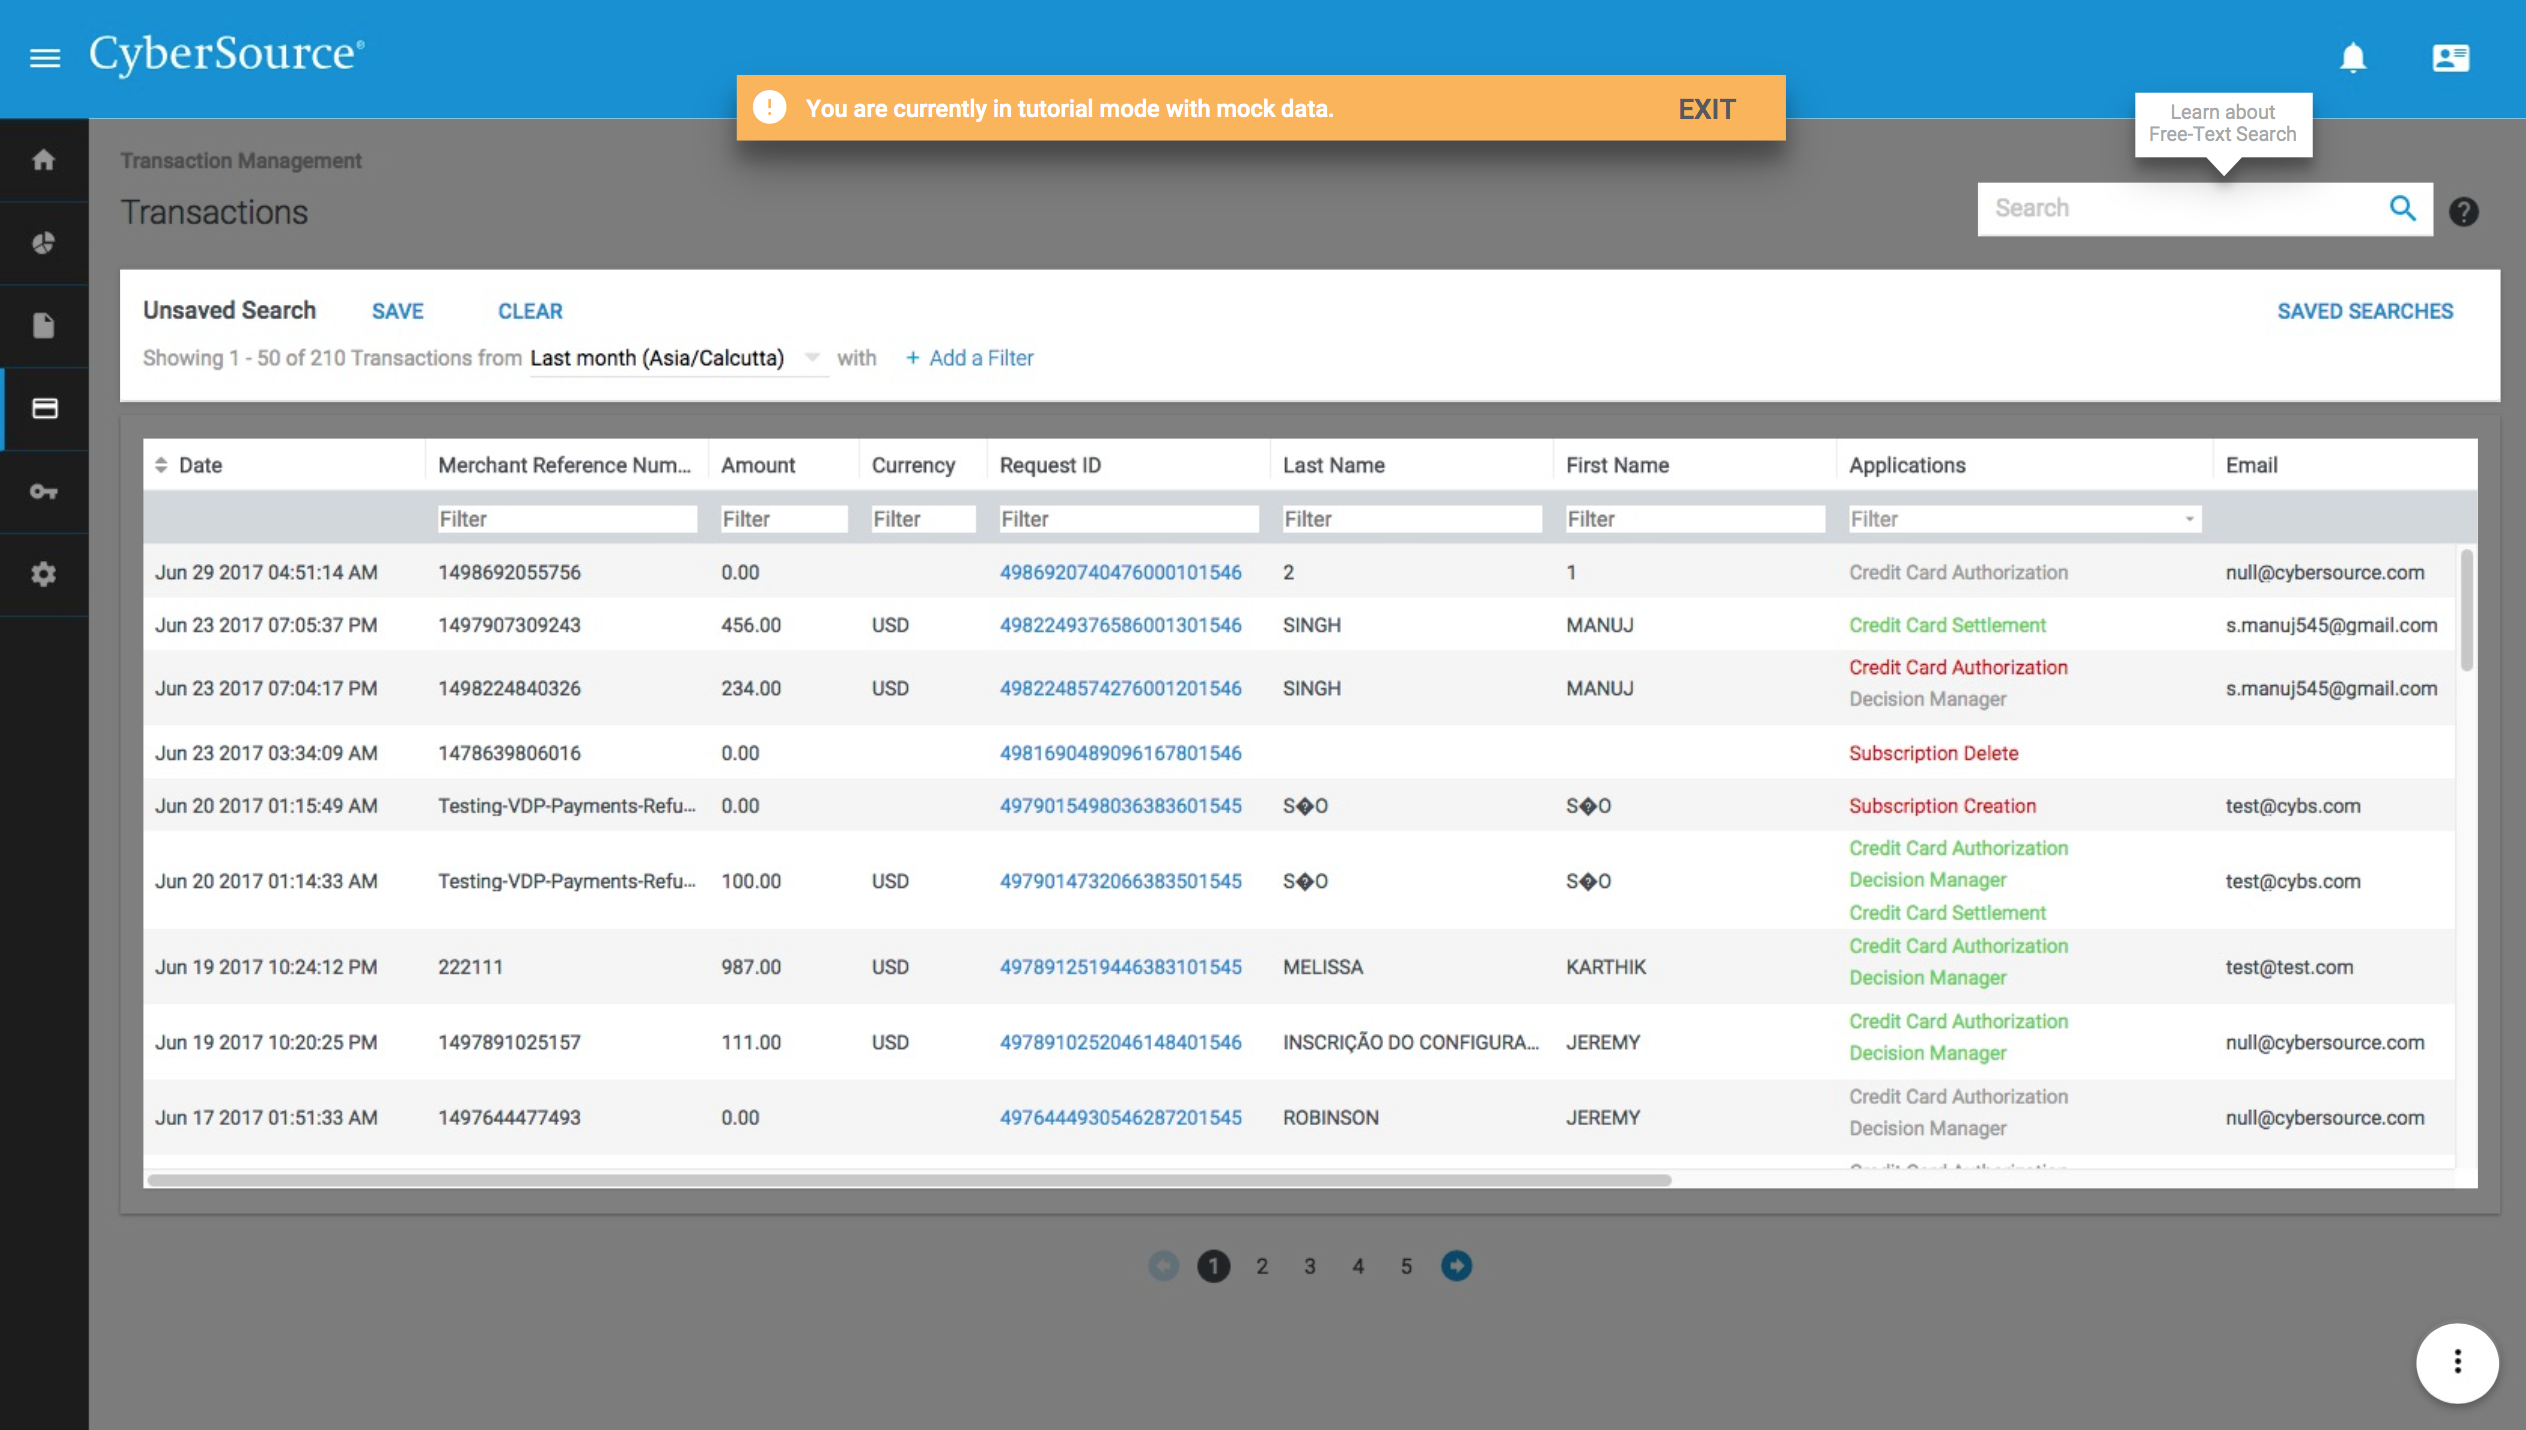 CyberSource®
You are currently in tutorial mode with mock data. EXIT
Learn about
Free-Text Search
Transaction Management
Transactions
Search
Unsaved Search SAVE CLEAR SAVED SEARCHES
Showing 1 - 50 of 210 Transactions from Last month (Asia/Calcutta) with + Add a Filter
Date Merchant Reference Num... Amount Currency Request ID Last Name First Name Applications Email
Filter Filter Filter Filter Filter Filter Filter
Jun 29 2017 04:51:14 AM 1498692055756 0.00 4986920740476000101546 2 1 Credit Card Authorization null@cybersource.com
Jun 23 2017 07:05:37 PM 1497907309243 456.00 USD 4982249376586001301546 SINGH MANUJ Credit Card Settlement s.manuj545@gmail.com
Jun 23 2017 07:04:17 PM 1498224840326 234.00 USD 4982248574276001201546 SINGH MANUJ Credit Card Authorization s.manuj545@gmail.com
Decision Manager
Jun 23 2017 03:34:09 AM 1478639806016 0.00 4981690489096167801546 Subscription Delete
Jun 20 2017 01:15:49 AM Testing-VDP-Payments-Refu... 0.00 4979015498036383601545 S�O S�O Subscription Creation test@cybs.com
Credit Card Authorization
Jun 20 2017 01:14:33 AM Testing-VDP-Payments-Refu... 100.00 USD 4979014732066383501545 S�O S�O Decision Manager test@cybs.com
Credit Card Settlement
Jun 19 2017 10:24:12 PM 222111 987.00 USD 4978912519446383101545 MELISSA KARTHIK Credit Card Authorization test@test.com
Decision Manager
Jun 19 2017 10:20:25 PM 1497891025157 111.00 USD 4978910252046148401546 INSCRIÇÃO DO CONFIGURA... JEREMY Credit Card Authorization null@cybersource.com
Decision Manager
Jun 17 2017 01:51:33 AM 1497644477493 0.00 4976444930546287201545 ROBINSON JEREMY Credit Card Authorization null@cybersource.com
Decision Manager
1 2 3 4 5